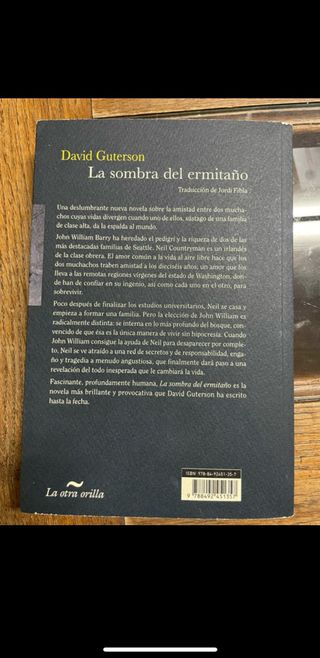 David Guterson
La sombra del ermitaño
Traducción de Jordi Fibla
Una deslumbrante nueva novela sobre la amistad entre dos mucha-
chos cuyas vidas divergen cuando uno de ellos, vástago de una familia
de clase alta, da la espalda al mundo.
John William Barry ha heredado el pedigrí y la riqueza de dos de las
más destacadas familias de Seattle. Neil Countryman es un irlandés
de la clase obrera. El amor común a la vida al aire libre hace que los
dos muchachos traben amistad a los dieciséis años, un amor que los
lleva a las remotas regiones vírgenes del estado de Washington, don-
de han de confiar en su ingenio, así como cada uno en el otro, para
sobrevivir.
Poco después de finalizar los estudios universitarios, Neil se casa y
empieza a formar una familia. Pero la elección de John William es
radicalmente distinta: se interna en lo más profundo del bosque, con-
vencido de que ésa es la única manera de vivir sin hipocresía. Cuando
John William consigue la ayuda de Neil para desaparecer por comple-
to, Neil se ve atraído a una red de secretos y de responsabilidad, enga-
ño y tragedia a menudo angustiosa, que finalmente dará paso a una
revelación del todo inesperada que le cambiará la vida.
Fascinante, profundamente humana, La sombra del ermitaño es la
novela más brillante y provocativa que David Guterson ha escrito
hasta la fecha.
ISBN 978-84-92451-35-7
9 788492 451357
La otra orilla